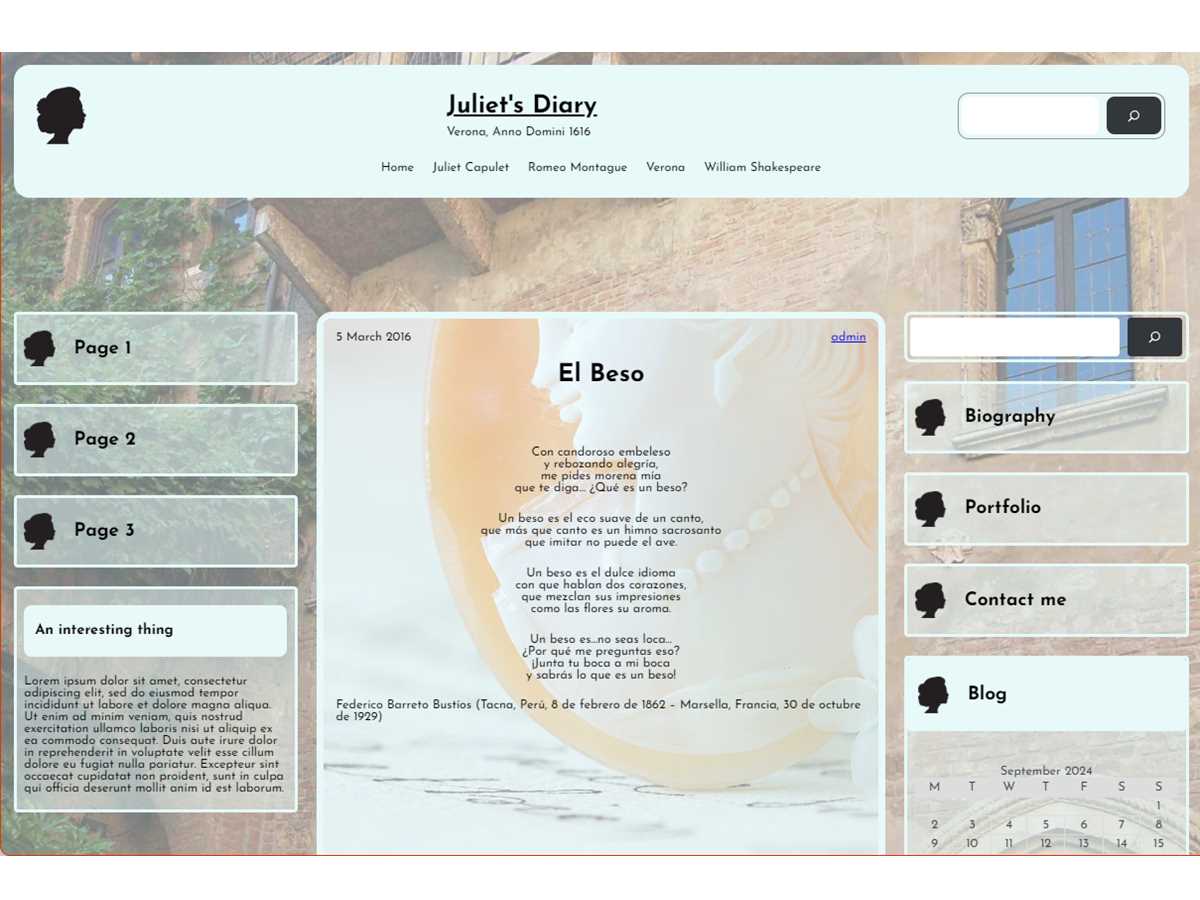 Juliet's Diary
Verona, Anno Domini 1616
Home Juliet Capulet Romeo Montague Verona William Shakespeare
Page 1
Page 2
Page 3
An interesting thing
Lorem ipsum dolor sit amet, consectetur
adipiscing elit, sed do eiusmod tempor
incididunt ut labore et dolore magna aliqua.
Ut enim ad minim veniam, quis nostrud
exercitation ullamco laboris nisi ut aliquip ex
ea commodo consequat. Duis aute irure dolor
in reprehenderit in voluptate velit esse cillum
dolore eu fugiat nulla pariatur. Excepteur sint
occaecat cupidatat non proident, sunt in culpa
qui officia deserunt mollit anim id est laborum.
5 March 2016 admin
El Beso
Con candoroso embeleso
y rebozando alegría,
me pides morena mía
que te diga… ¿Qué es un beso?
Un beso es el eco suave de un canto,
que más que canto es un himno sacrosanto
que imitar no puede el ave.
Un beso es el dulce idioma
con que hablan dos corazones,
que mezclan sus impresiones
como las flores su aroma.
Un beso es…no seas loca…
¿Por qué me preguntas eso?
¡Junta tu boca a mi boca
y sabrás lo que es un beso!
Federico Barreto Bustíos (Tacna, Perú, 8 de febrero de 1862 – Marsella, Francia, 30 de octubre
de 1929)
Biography
Portfolio
Contact me
Blog
September 2024
M T W T F S S
1
2 3 4 5 6 7 8
9 10 11 12 13 14 15